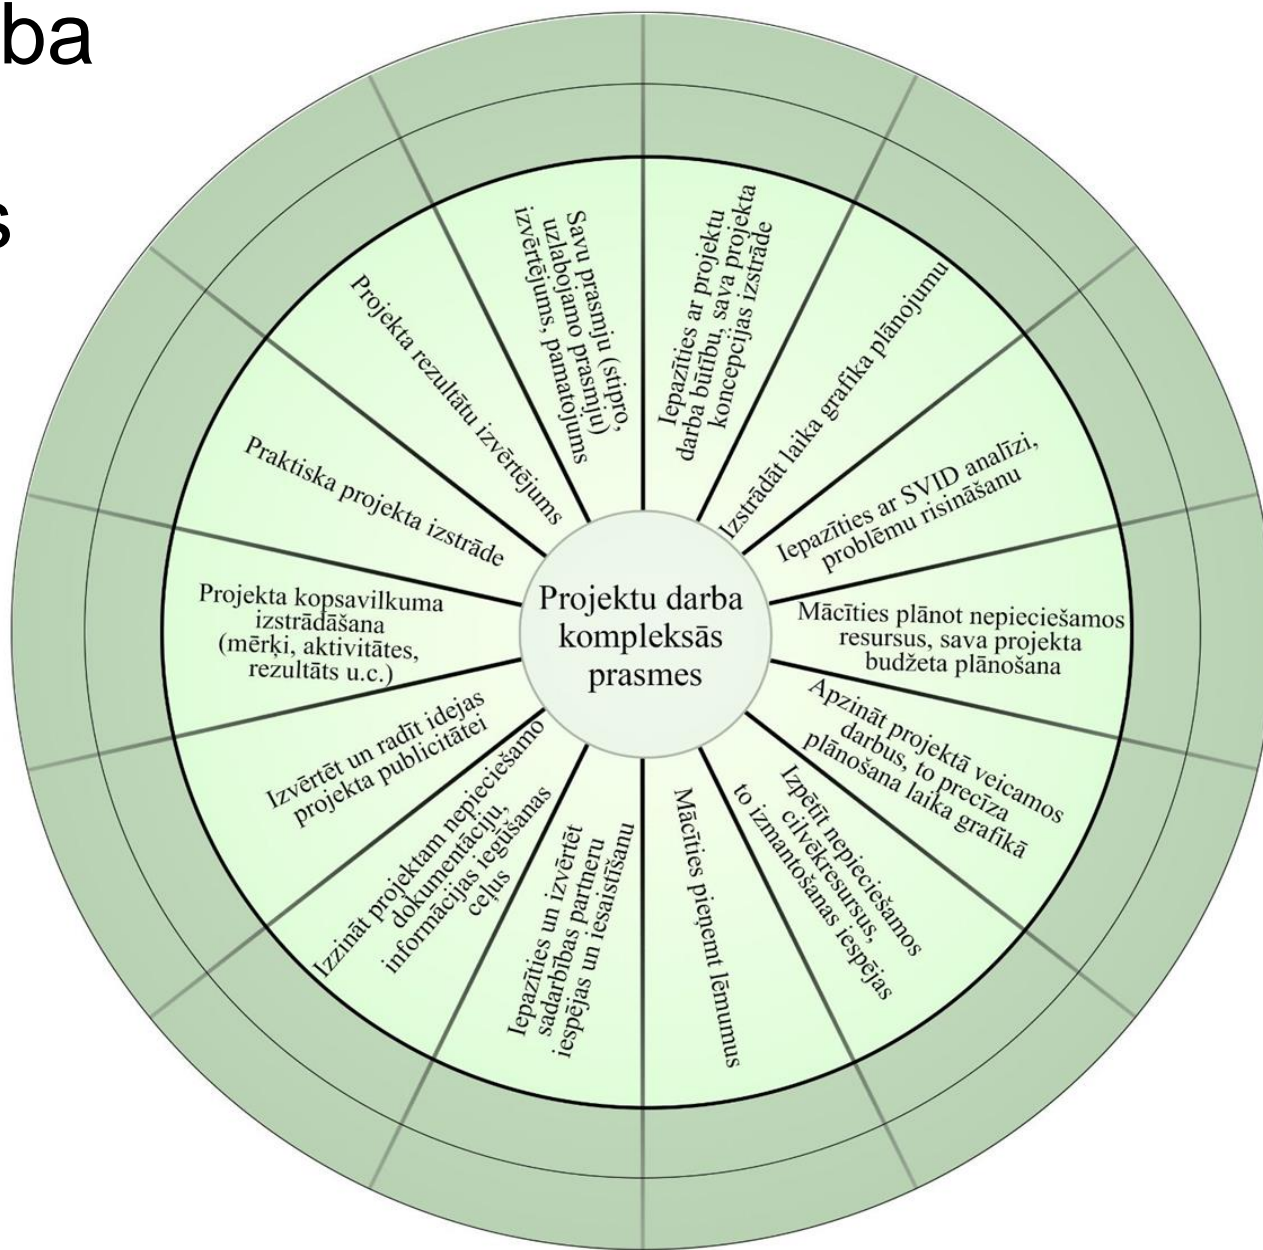 ba
s
Projektu darba
kompleksās
prasmes
Iepazīties ar projektu
darba būtību, sava projekta
koncepcijas izstrāde
Izstrādāt laika grafika plānojumu
Iepazīties ar SVID analīzi,
problēmu risināšanu
Mācīties plānot nepieciešamos
resursus, sava projekta
budžeta plānošana
Apzināt projektā veicamos
darbus, to precīza
plānošana laika grafikā
Izpētīt nepieciešamos
cilvēkresursus,
to izmantošanas iespējas
Mācīties pieņemt lēmumus
Iepazīties un izvērtēt
sadarbības partneru
iespējas un iesaistīšanu
Izzināt projektam nepieciešamo
dokumentāciju,
informācijas iegūšanas
ceļus
Izvērtēt un radīt idejas
projekta publicitātei
Projekta kopsavilkuma
izstrādāšana
(mērķi, aktivitātes,
rezultāts u.c.)
Praktiska projekta izstrāde
Projekta rezultātu izvērtējums
Savu prasmju (stipro,
uzlabojamo prasmju)
izvērtējums, pamatojums